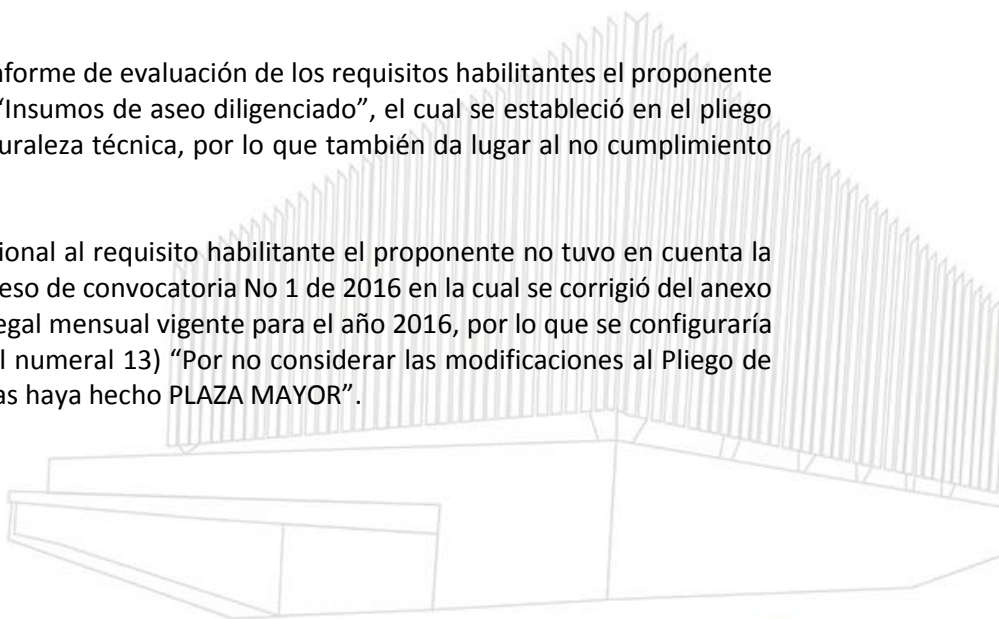 nforme de evaluación de los requisitos habilitantes el proponente
“Insumos de aseo diligenciado”, el cual se estableció en el pliego
uraleza técnica, por lo que también da lugar al no cumplimiento
ional al requisito habilitante el proponente no tuvo en cuenta la
eso de convocatoria No 1 de 2016 en la cual se corrigió del anexo
egal mensual vigente para el año 2016, por lo que se configuraría
l numeral 13) “Por no considerar las modificaciones al Pliego de
as haya hecho PLAZA MAYOR”.